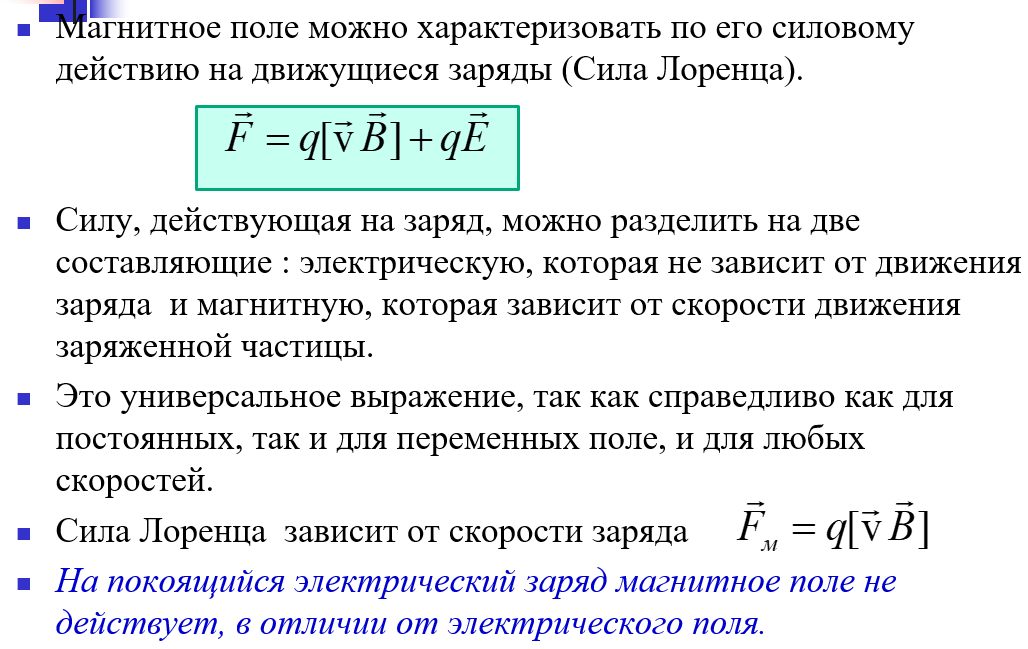 Магнитное поле можно характеризовать по его силовому
действию на движущиеся заряды (Сила Лоренца).
F⃗ = q[v⃗ B⃗] + qE⃗
Силу, действующая на заряд, можно разделить на две
составляющие : электрическую, которая не зависит от движения
заряда  и магнитную, которая зависит от скорости движения
заряженной частицы.
Это универсальное выражение, так как справедливо как для
постоянных, так и для переменных поле, и для любых
скоростей.
Сила Лоренца  зависит от скорости заряда F⃗м = q[v⃗ B⃗]
На покоящийся электрический заряд магнитное поле не
действует, в отличии от электрического поля.